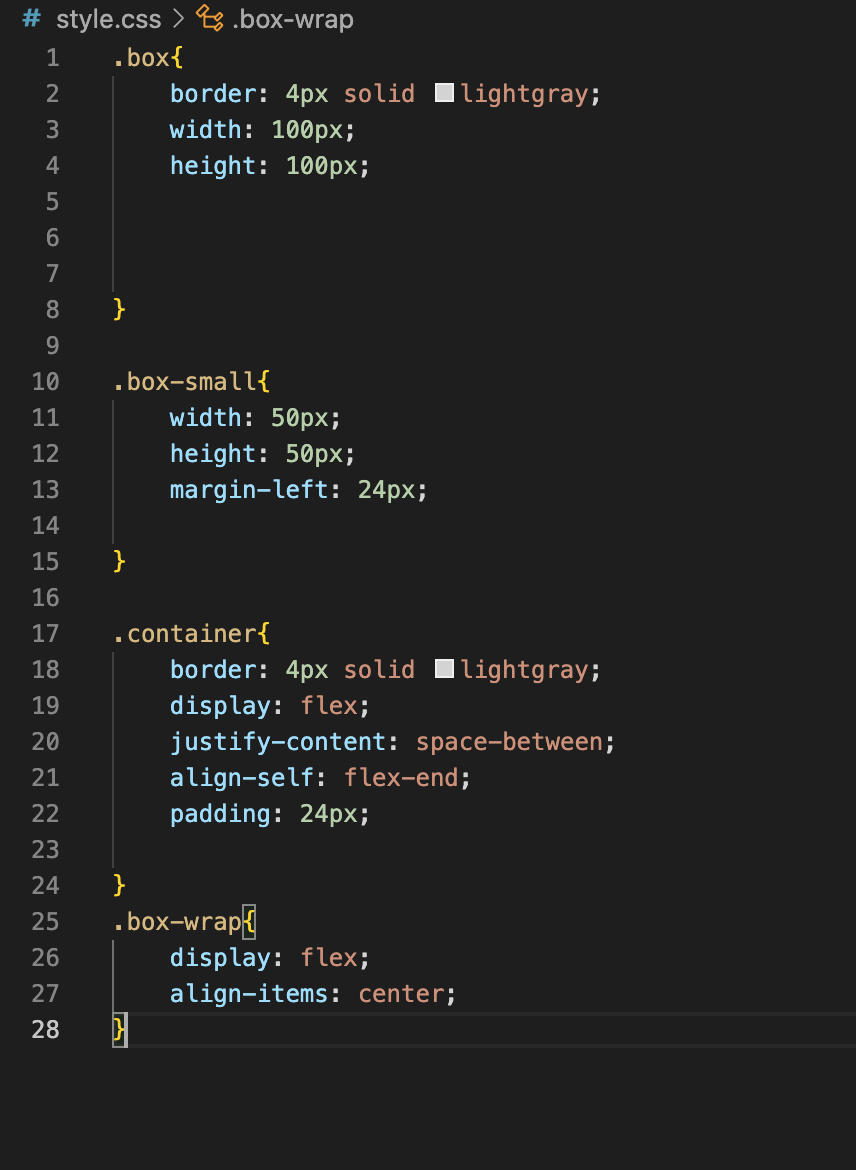 # style.css > .box-wrap
1 .box{
2 border: 4px solid lightgray;
3 width: 100px;
4 height: 100px;
5
6
7
8 }
9
10 .box-small{
11 width: 50px;
12 height: 50px;
13 margin-left: 24px;
14
15 }
16
17 .container{
18 border: 4px solid lightgray;
19 display: flex;
20 justify-content: space-between;
21 align-self: flex-end;
22 padding: 24px;
23
24 }
25 .box-wrap{
26 display: flex;
27 align-items: center;
28 }